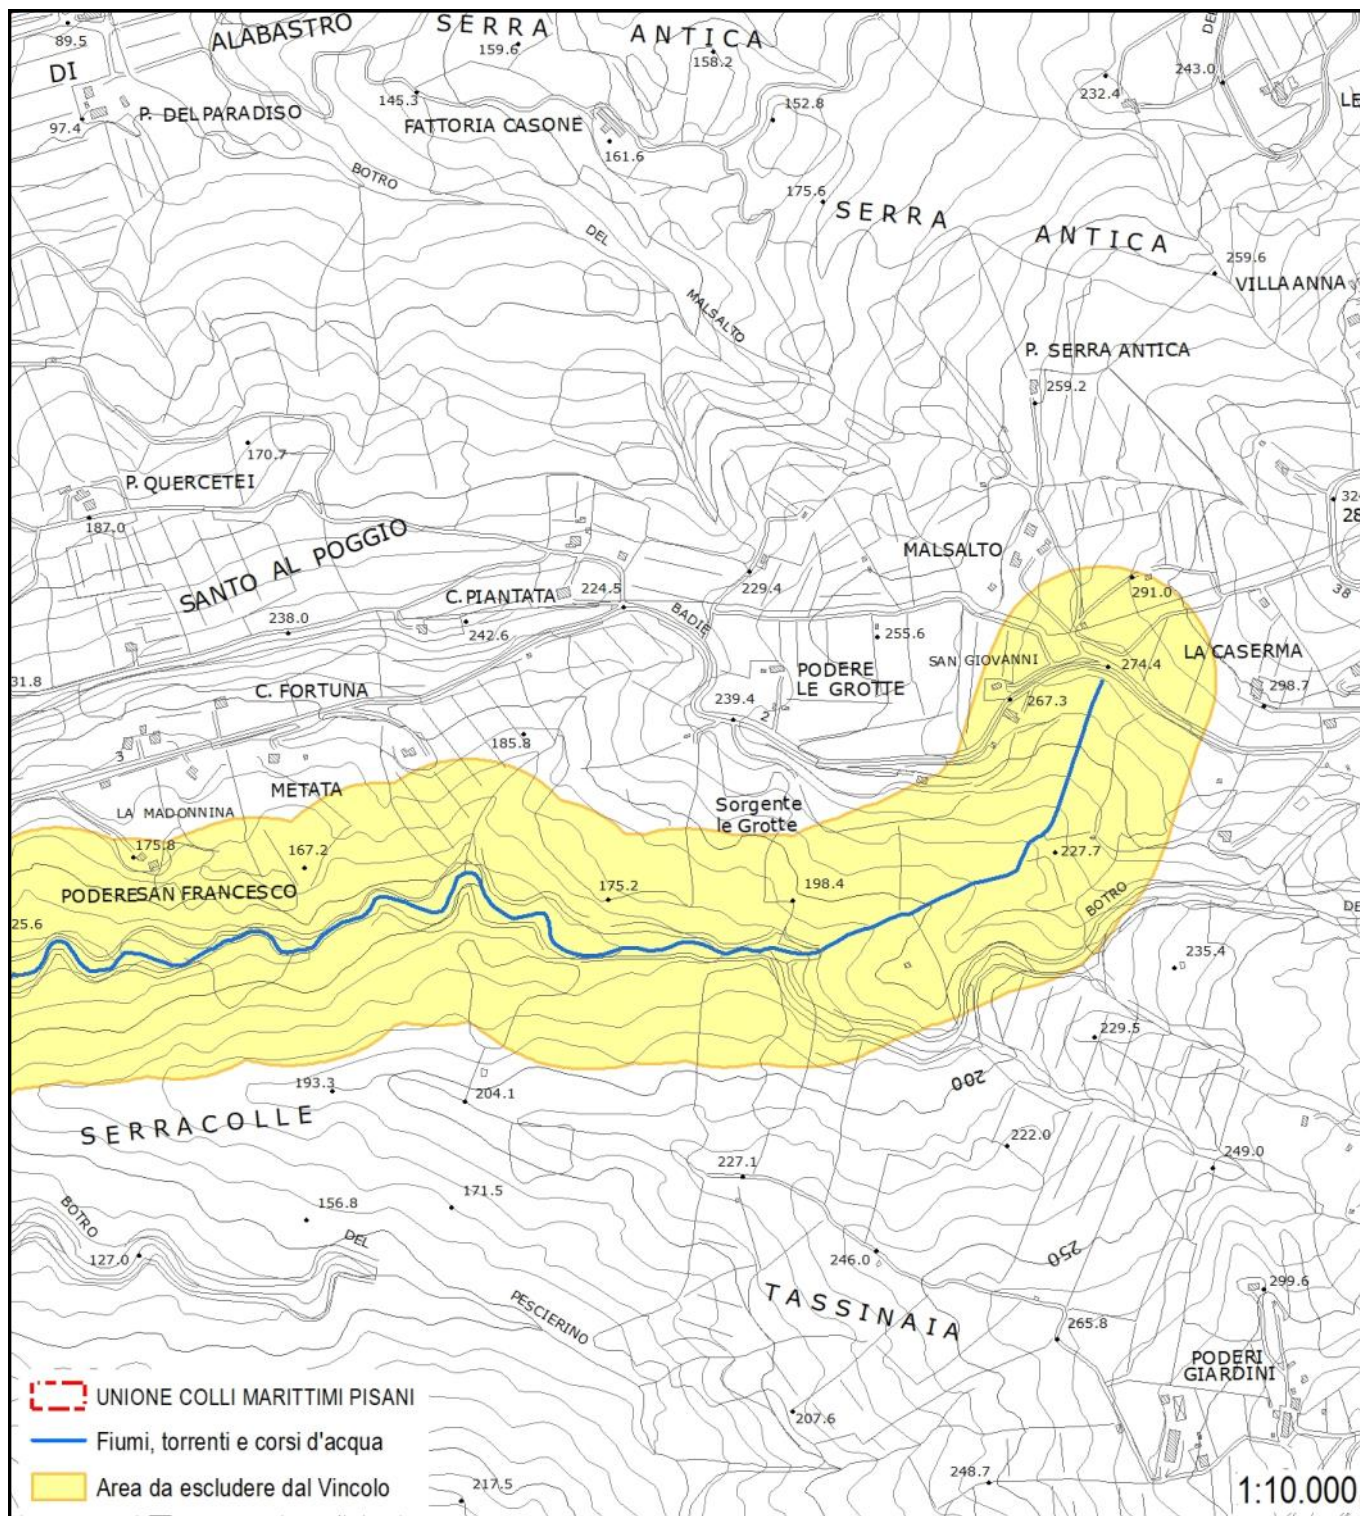 89.5
ALABASTRO
SERRA
159.6
ANTICA
158.2
DEL
DI
145.3
152.8
232.4
243.0
LE
97.4
P. DEL PARADISO
FATTORIA CASONE
161.6
BOTRO
175.6
SERRA
DEL
ANTICA
259.6
VILLA ANNA
MALSALTO
P. SERRA ANTICA
259.2
170.7
P. QUERCETEI
187.0
SANTO AL POGGIO
MALSALTO
C. PIANTATA
224.5
229.4
291.0
38
BADIE
238.0
242.6
255.6
SAN GIOVANNI
LA CASERMA
31.8
C. FORTUNA
PODERE
LE GROTTE
274.4
267.3
298.7
239.4
2
185.8
3
METATA
LA MADONNINA
Sorgente
le Grotte
175.8
167.2
227.7
PODERE SAN FRANCESCO
175.2
198.4
BOTRO
DE
25.6
235.4
229.5
193.3
204.1
200
SERRACOLLE
222.0
249.0
227.1
171.5
156.8
BOTRO
DEL
127.0
246.0
250
PESCIERINO
TASSINAIA
299.6
265.8
PODERI
GIARDINI
207.6
248.7
217.5
UNIONE COLLI MARITTIMI PISANI
Fiumi, torrenti e corsi d'acqua
Area da escludere dal Vincolo
1:10.000